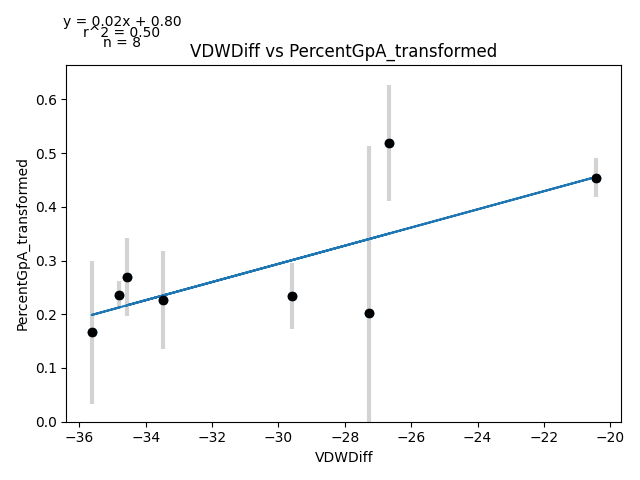 y = 0.02x + 0.80
r^2 = 0.50
n = 8
VDWDiff vs PercentGpA_transformed
PercentGpA_transformed
0.6
0.5
0.4
0.3
0.2
0.1
0.0
−36 −34 −32 −30 −28 −26 −24 −22 −20
VDWDiff